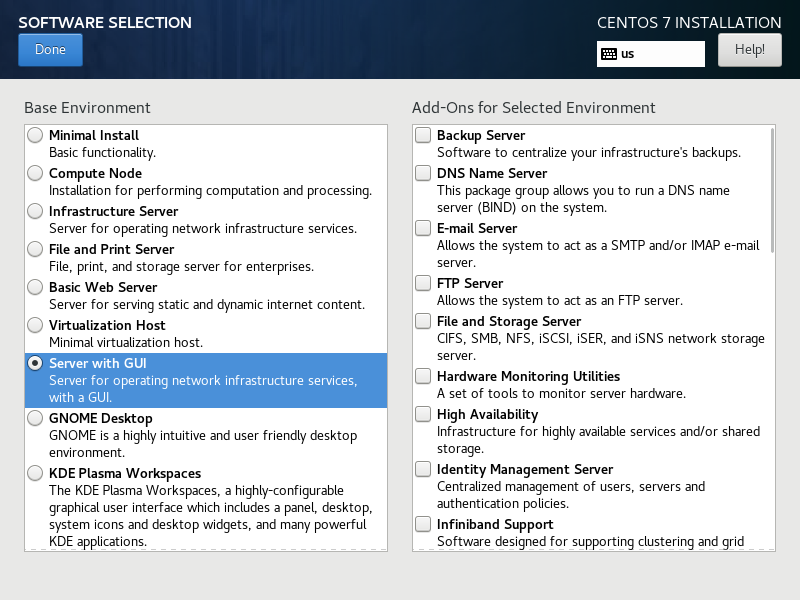 SOFTWARE SELECTION
CENTOS 7 INSTALLATION
Done
us
Help!
Base Environment
Minimal Install
Basic functionality.
Compute Node
Installation for performing computation and processing.
Infrastructure Server
Server for operating network infrastructure services.
File and Print Server
File, print, and storage server for enterprises.
Basic Web Server
Server for serving static and dynamic internet content.
Virtualization Host
Minimal virtualization host.
Server with GUI
Server for operating network infrastructure services,
with a GUI.
GNOME Desktop
GNOME is a highly intuitive and user friendly desktop
environment.
KDE Plasma Workspaces
The KDE Plasma Workspaces, a highly-configurable
graphical user interface which includes a panel, desktop,
system icons and desktop widgets, and many powerful
KDE applications.
Add-Ons for Selected Environment
Backup Server
Software to centralize your infrastructure's backups.
DNS Name Server
This package group allows you to run a DNS name
server (BIND) on the system.
E-mail Server
Allows the system to act as a SMTP and/or IMAP e-mail
server.
FTP Server
Allows the system to act as an FTP server.
File and Storage Server
CIFS, SMB, NFS, iSCSI, iSER, and iSNS network storage
server.
Hardware Monitoring Utilities
A set of tools to monitor server hardware.
High Availability
Infrastructure for highly available services and/or shared
storage.
Identity Management Server
Centralized management of users, servers and
authentication policies.
Infiniband Support
Software designed for supporting clustering and grid